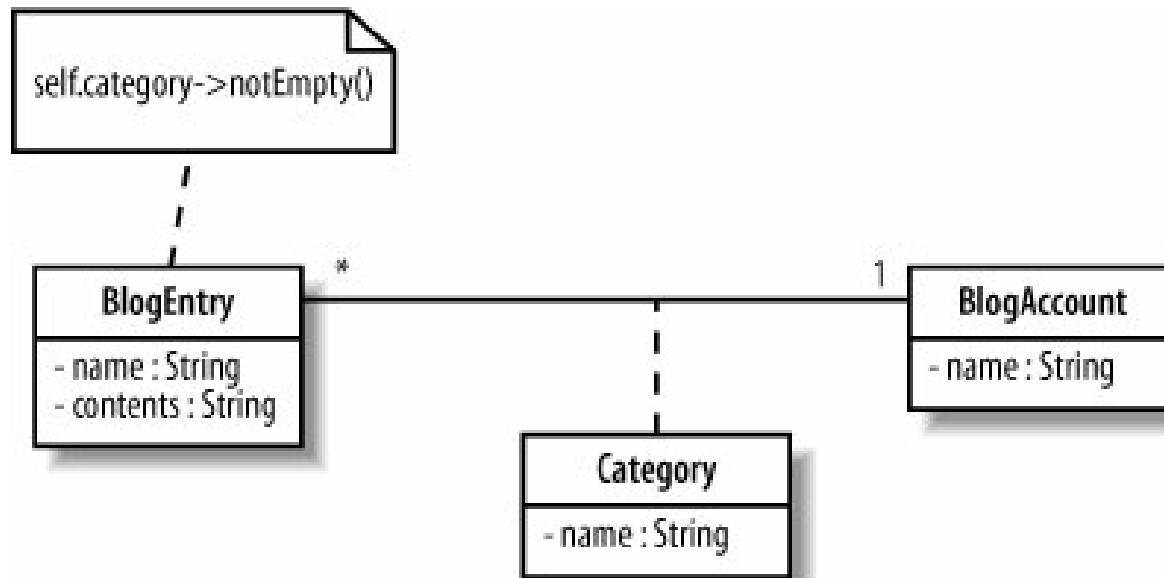 self.category->notEmpty()
*
1
BlogEntry
- name : String
- contents : String
BlogAccount
- name : String
Category
- name : String